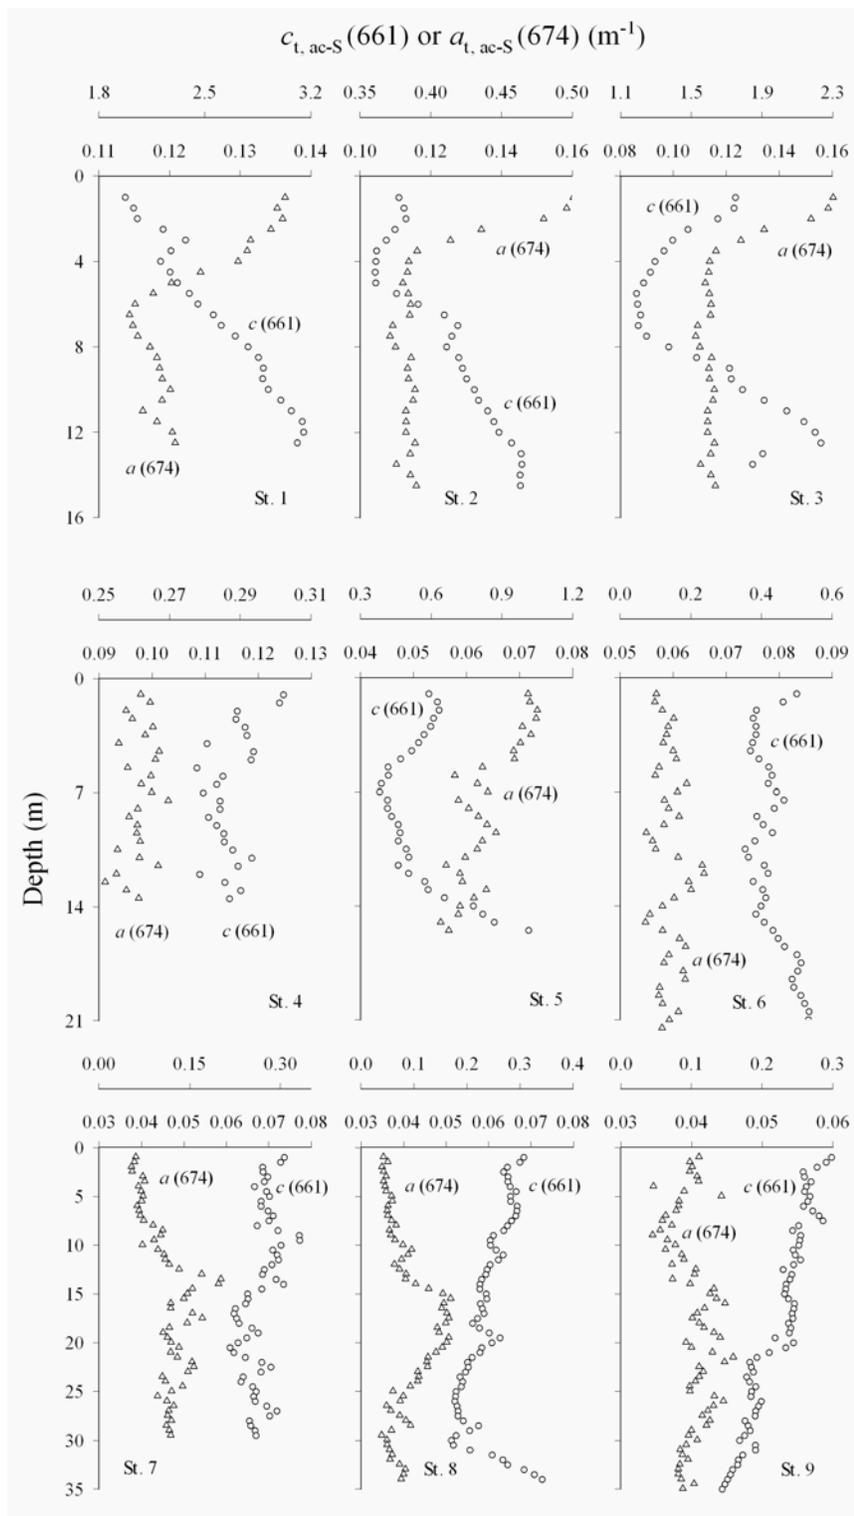 c t, ac-S (661) or a t, ac-S (674) (m-1)
1.8 2.5 3.2 0.35 0.40 0.45 0.50 1.1 1.5 1.9 2.3
0.11 0.12 0.13 0.14 0.10 0.12 0.14 0.16 0.08 0.10 0.12 0.14 0.16
0
c (661)
a (674)
a (674)
4
c (661)
8
c (661)
12
a (674)
St. 1 St. 2 St. 3
16
0.25 0.27 0.29 0.31 0.3 0.6 0.9 1.2 0.0 0.2 0.4 0.6
0.09 0.10 0.11 0.12 0.13 0.04 0.05 0.06 0.07 0.08 0.05 0.06 0.07 0.08 0.09
0
c (661)
c (661)
7
a (674)
Depth (m)
14
a (674) c (661)
a (674)
St. 4 St. 5 St. 6
21
0.00 0.15 0.30 0.0 0.1 0.2 0.3 0.4 0.0 0.1 0.2 0.3
0.03 0.04 0.05 0.06 0.07 0.08 0.03 0.04 0.05 0.06 0.07 0.08 0.03 0.04 0.05 0.06
0
a (674) c (661) a (674) c (661) c (661)
5
a (674)
10
15
20
25
30
St. 7 St. 8 St. 9
35